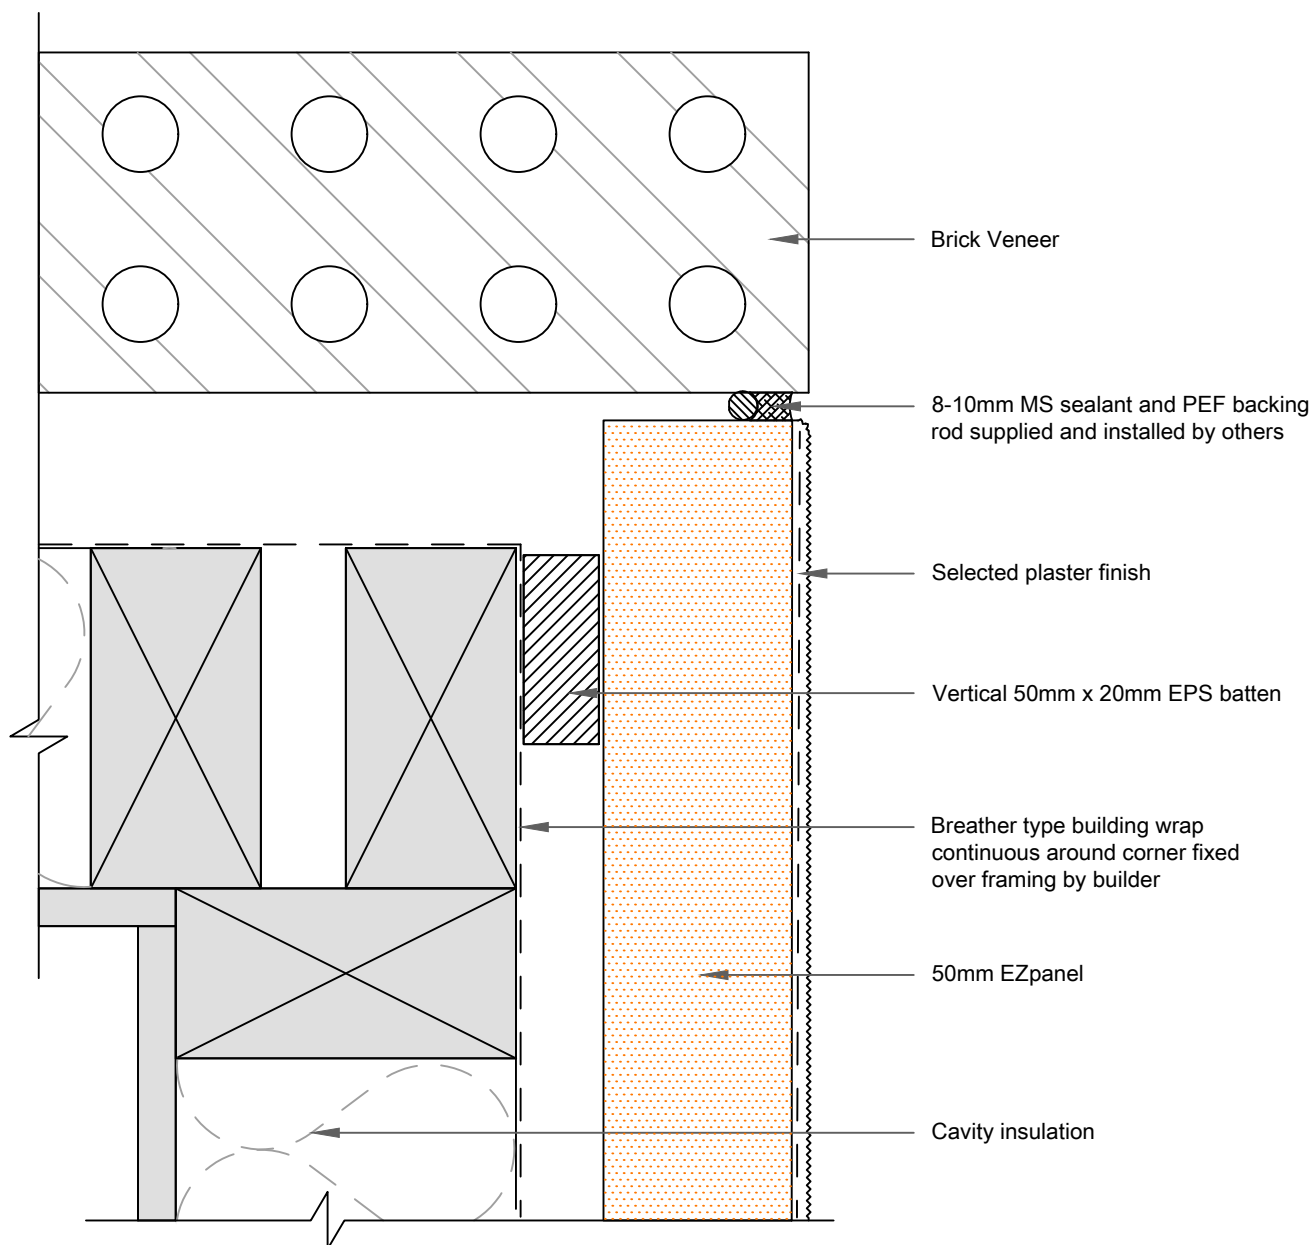 Brick Veneer
8-10mm MS sealant and PEF backing
rod supplied and installed by others
Selected plaster finish
Vertical 50mm x 20mm EPS batten
Breather type building wrap
continuous around corner fixed
over framing by builder
50mm EZpanel
Cavity insulation